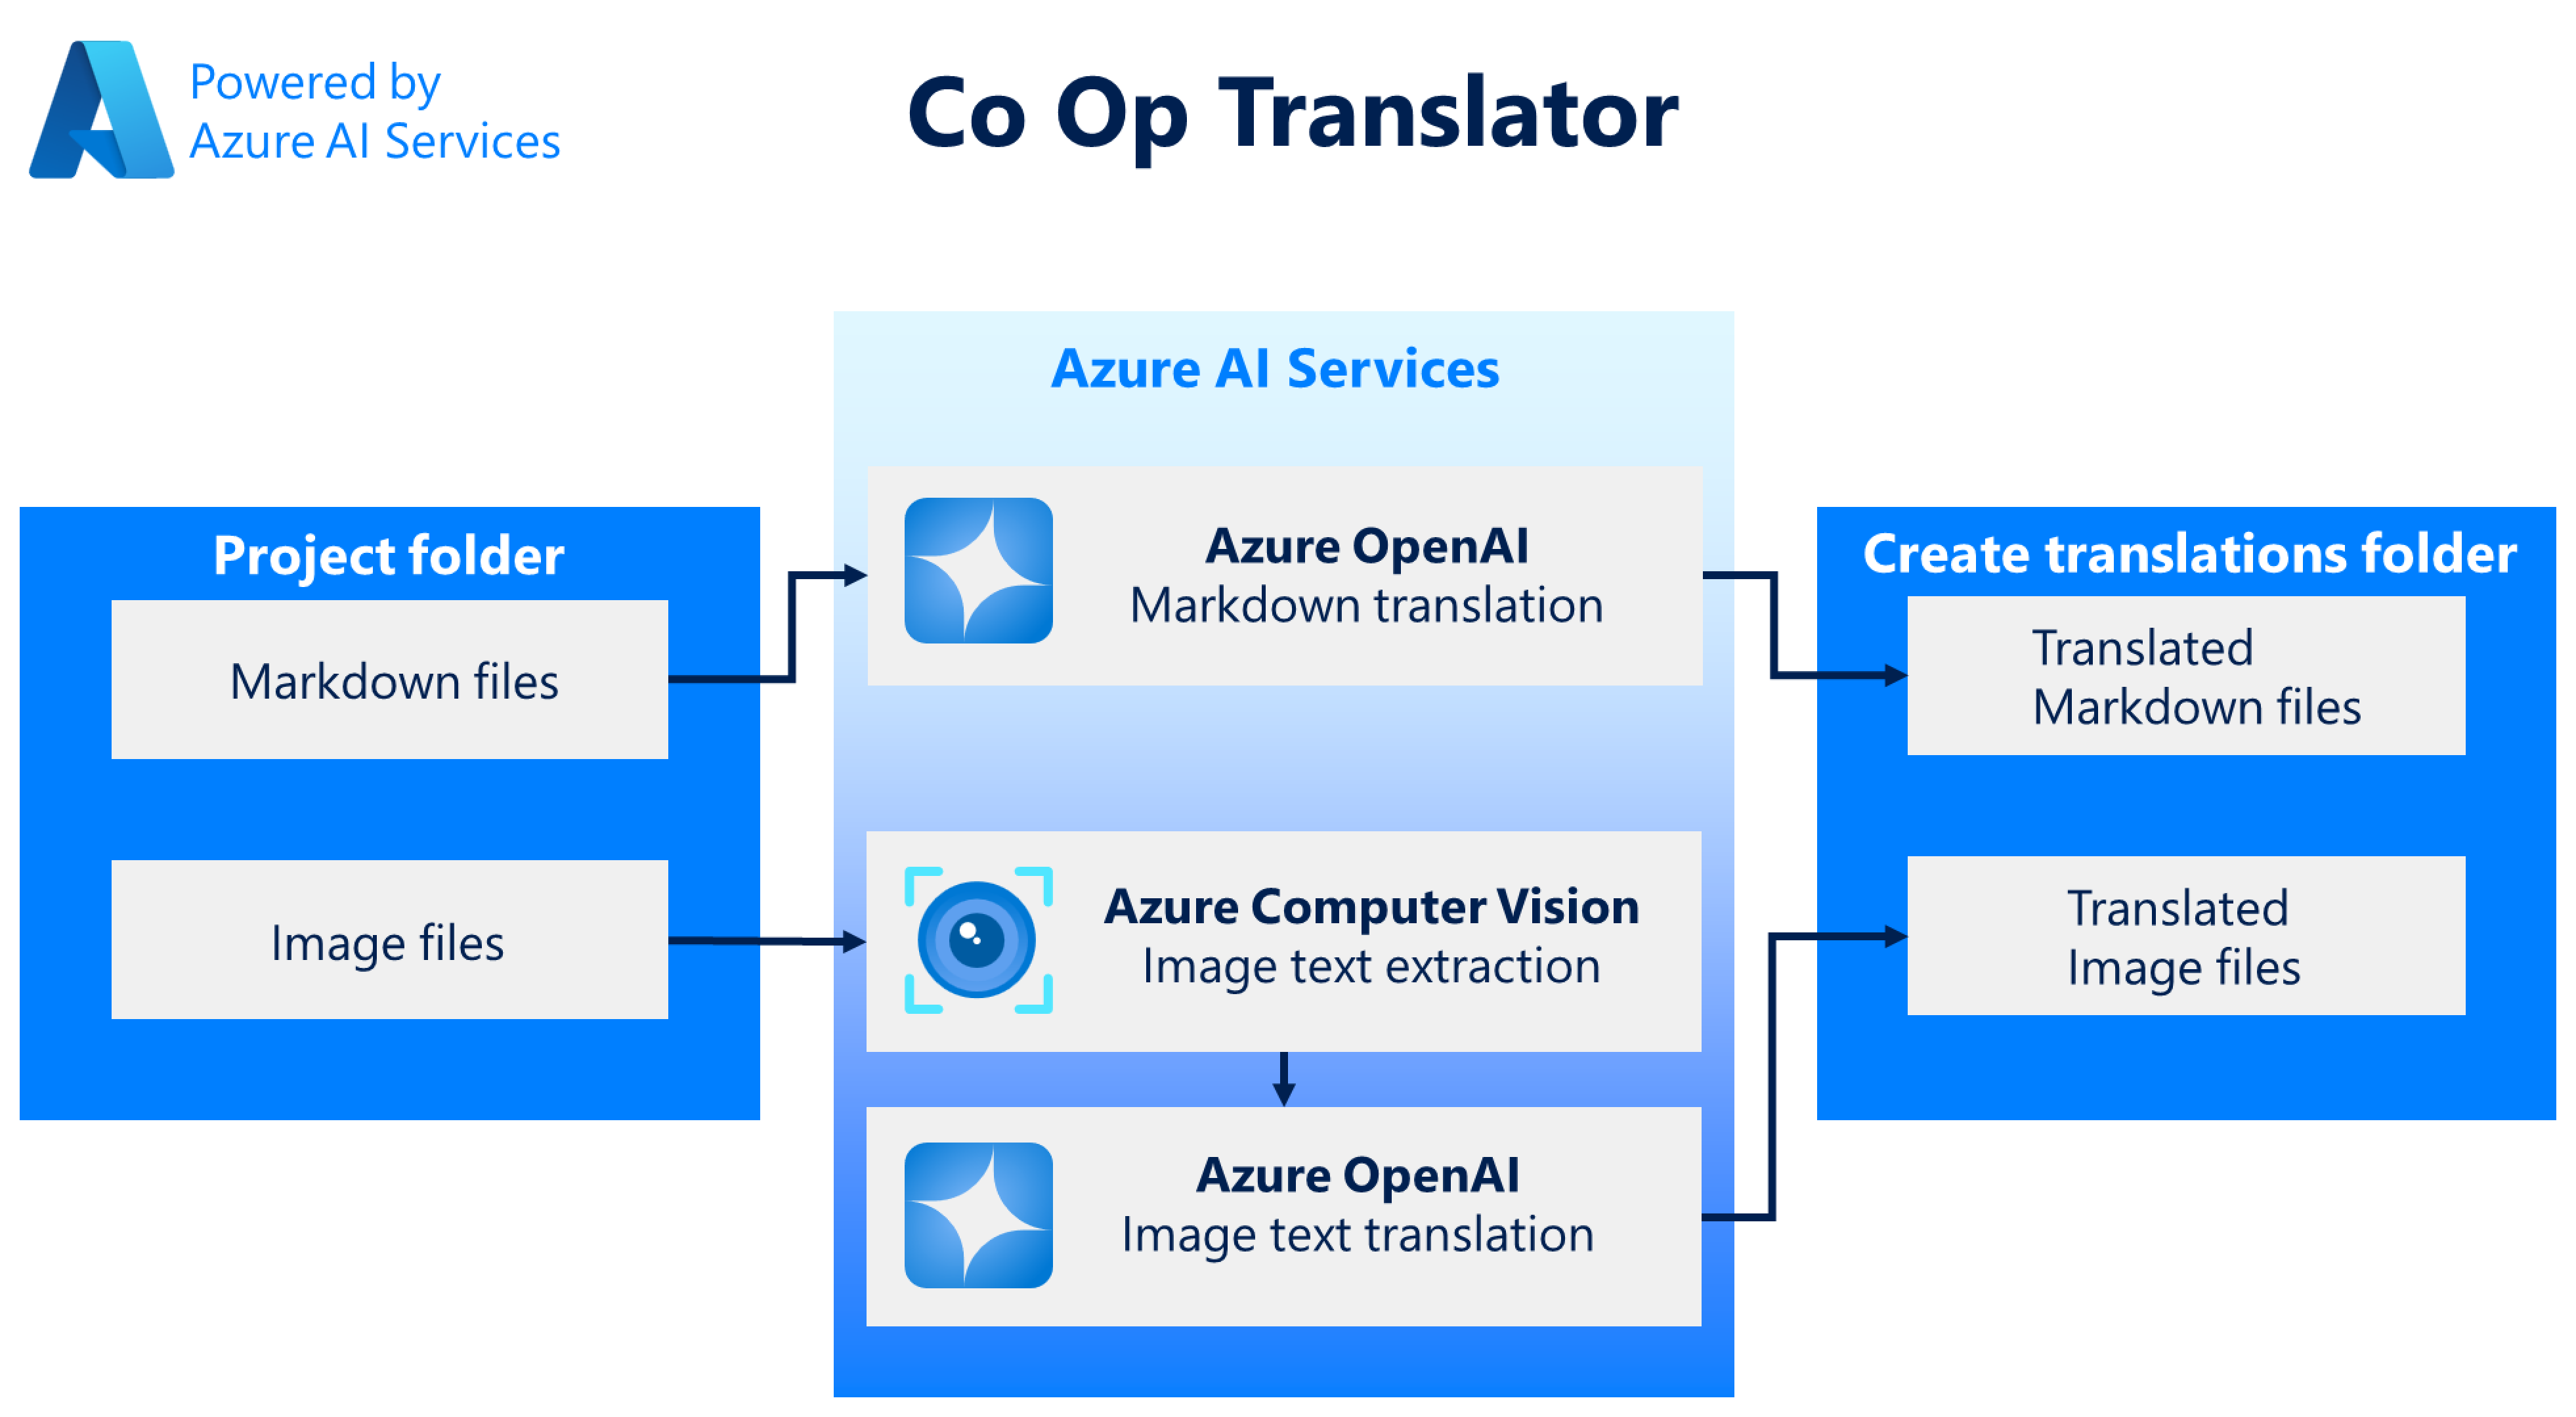 Powered by
Azure AI Services
Co Op Translator
Project folder
Markdown files
Image files
Azure AI Services
Azure OpenAI
Markdown translation
Azure Computer Vision
Image text extraction
Azure OpenAI
Image text translation
Create translations folder
Translated
Markdown files
Translated
Image files